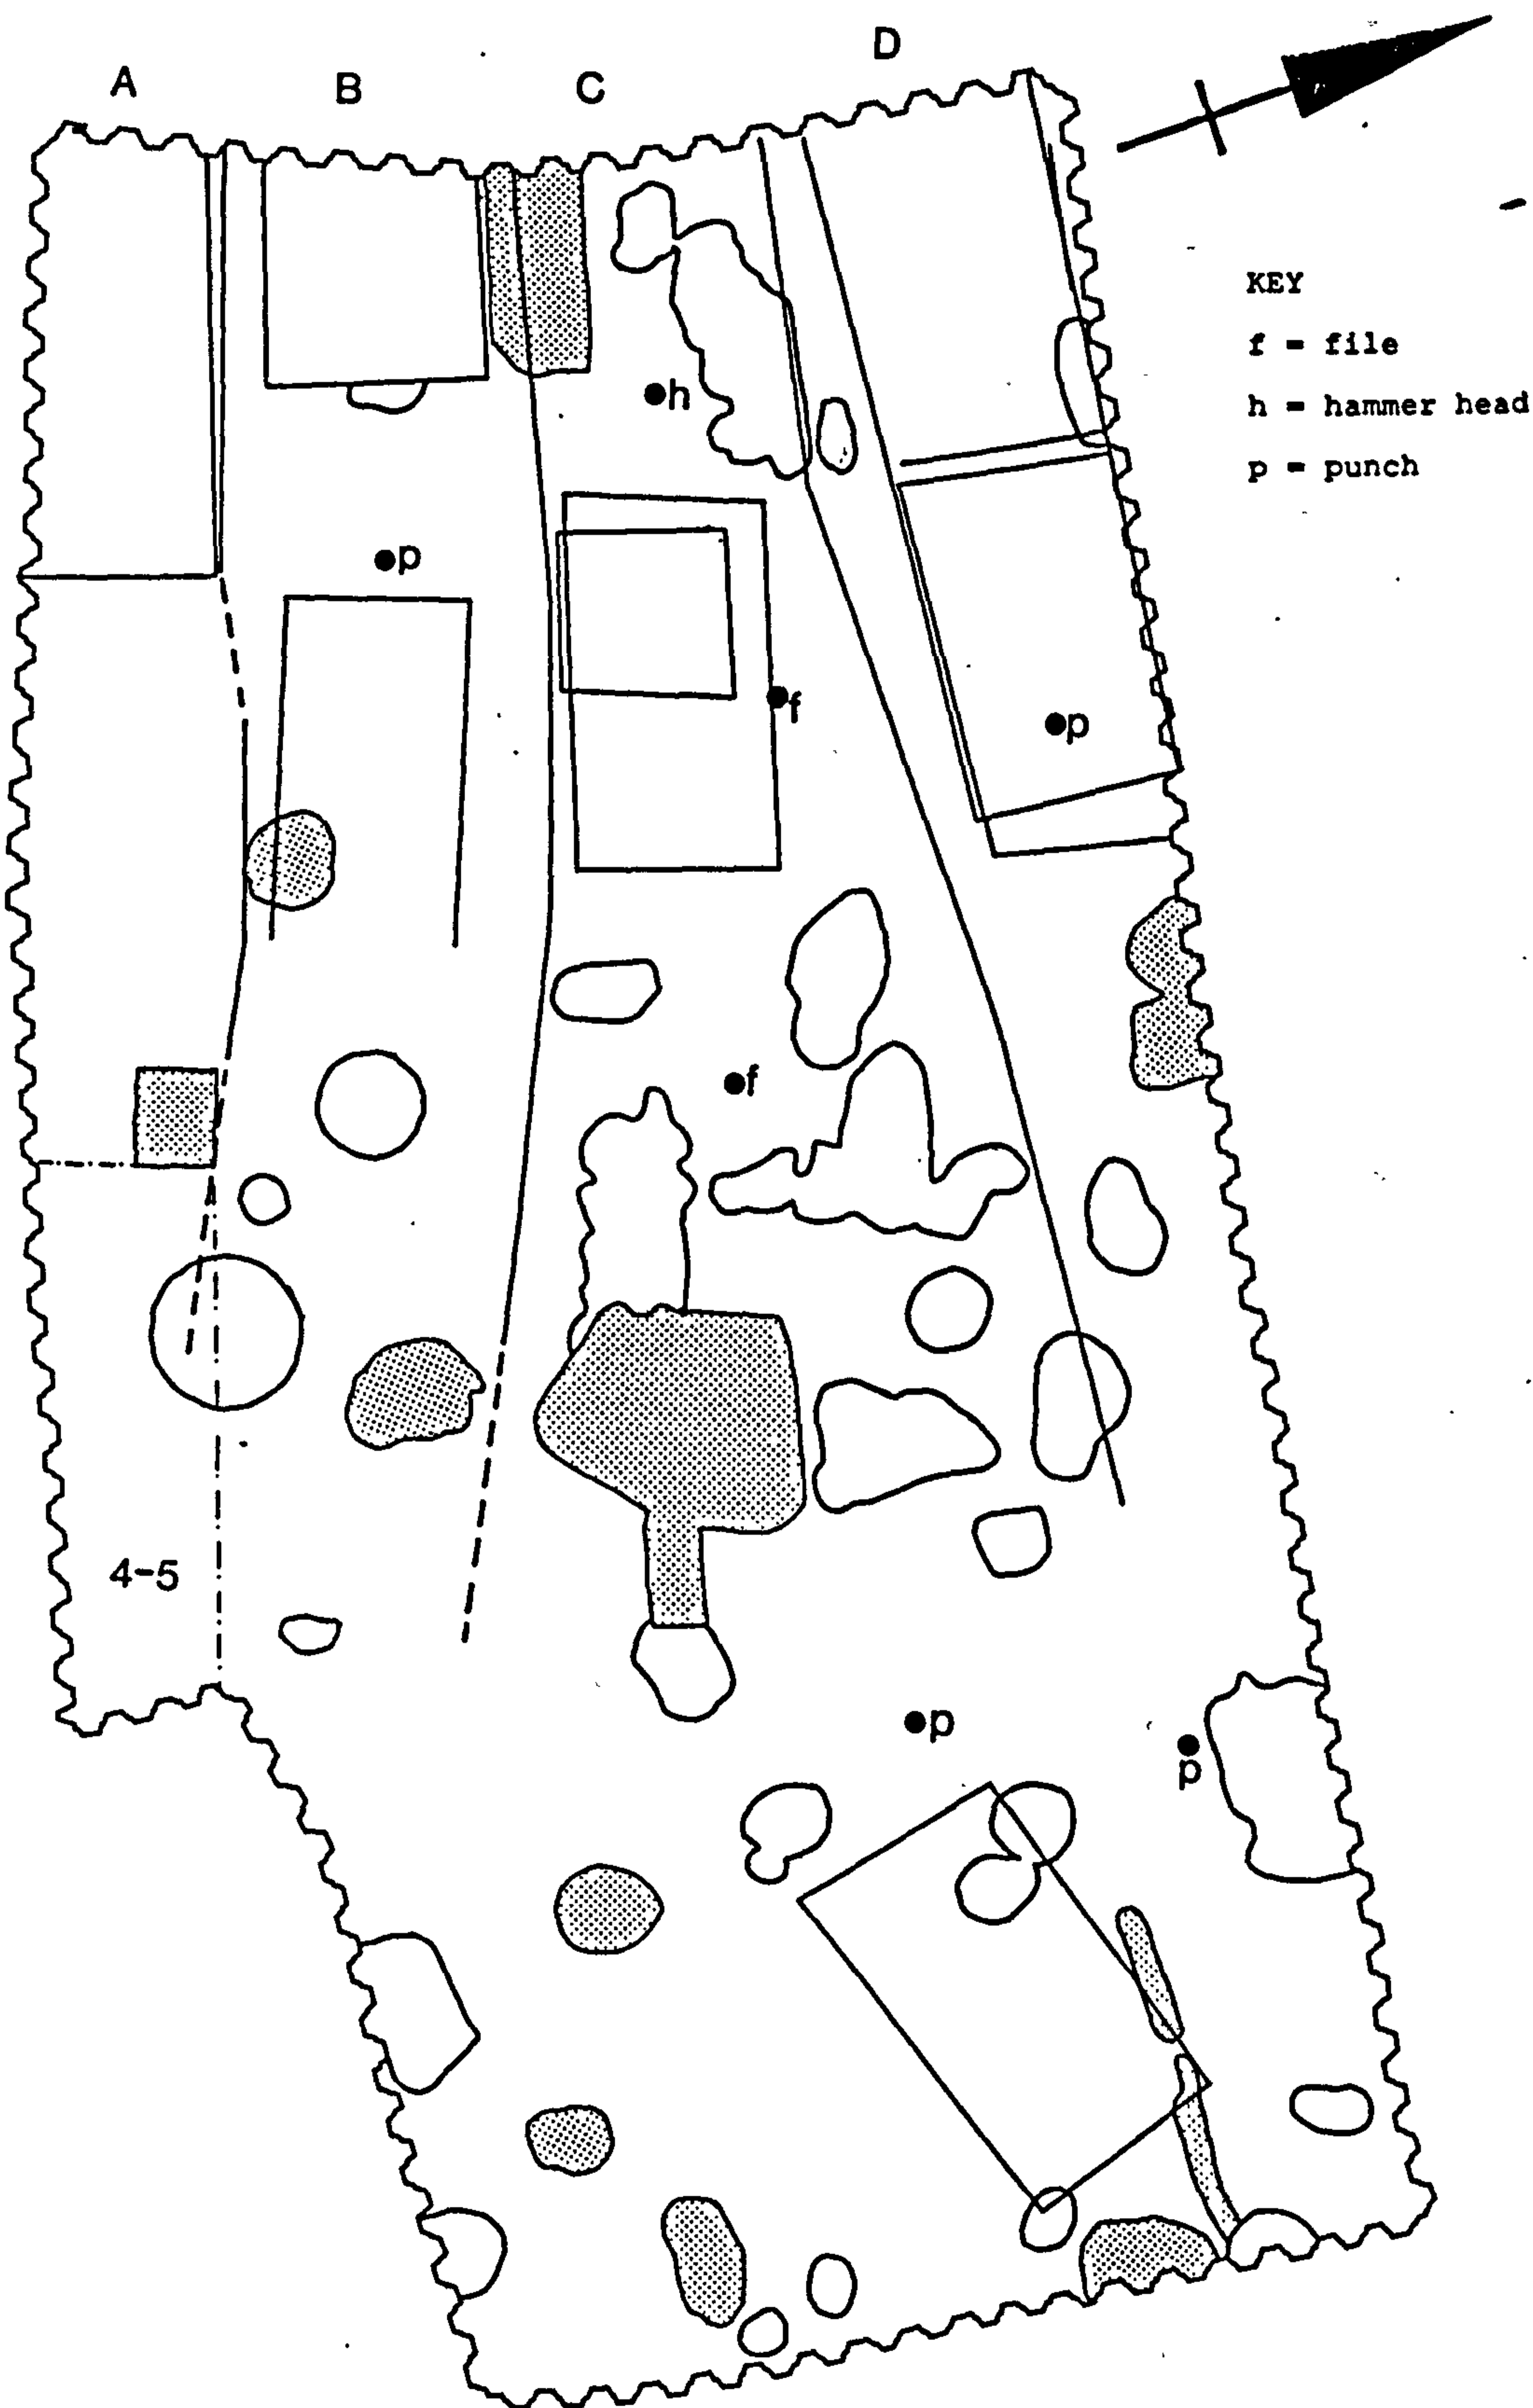 A B C D
KEY
f = file
h = hammer head
p = punch
h
p
f
p
f
4-5
p
p